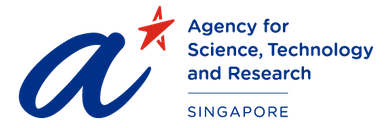 a
Agency for
Science, Technology
and Research
SINGAPORE